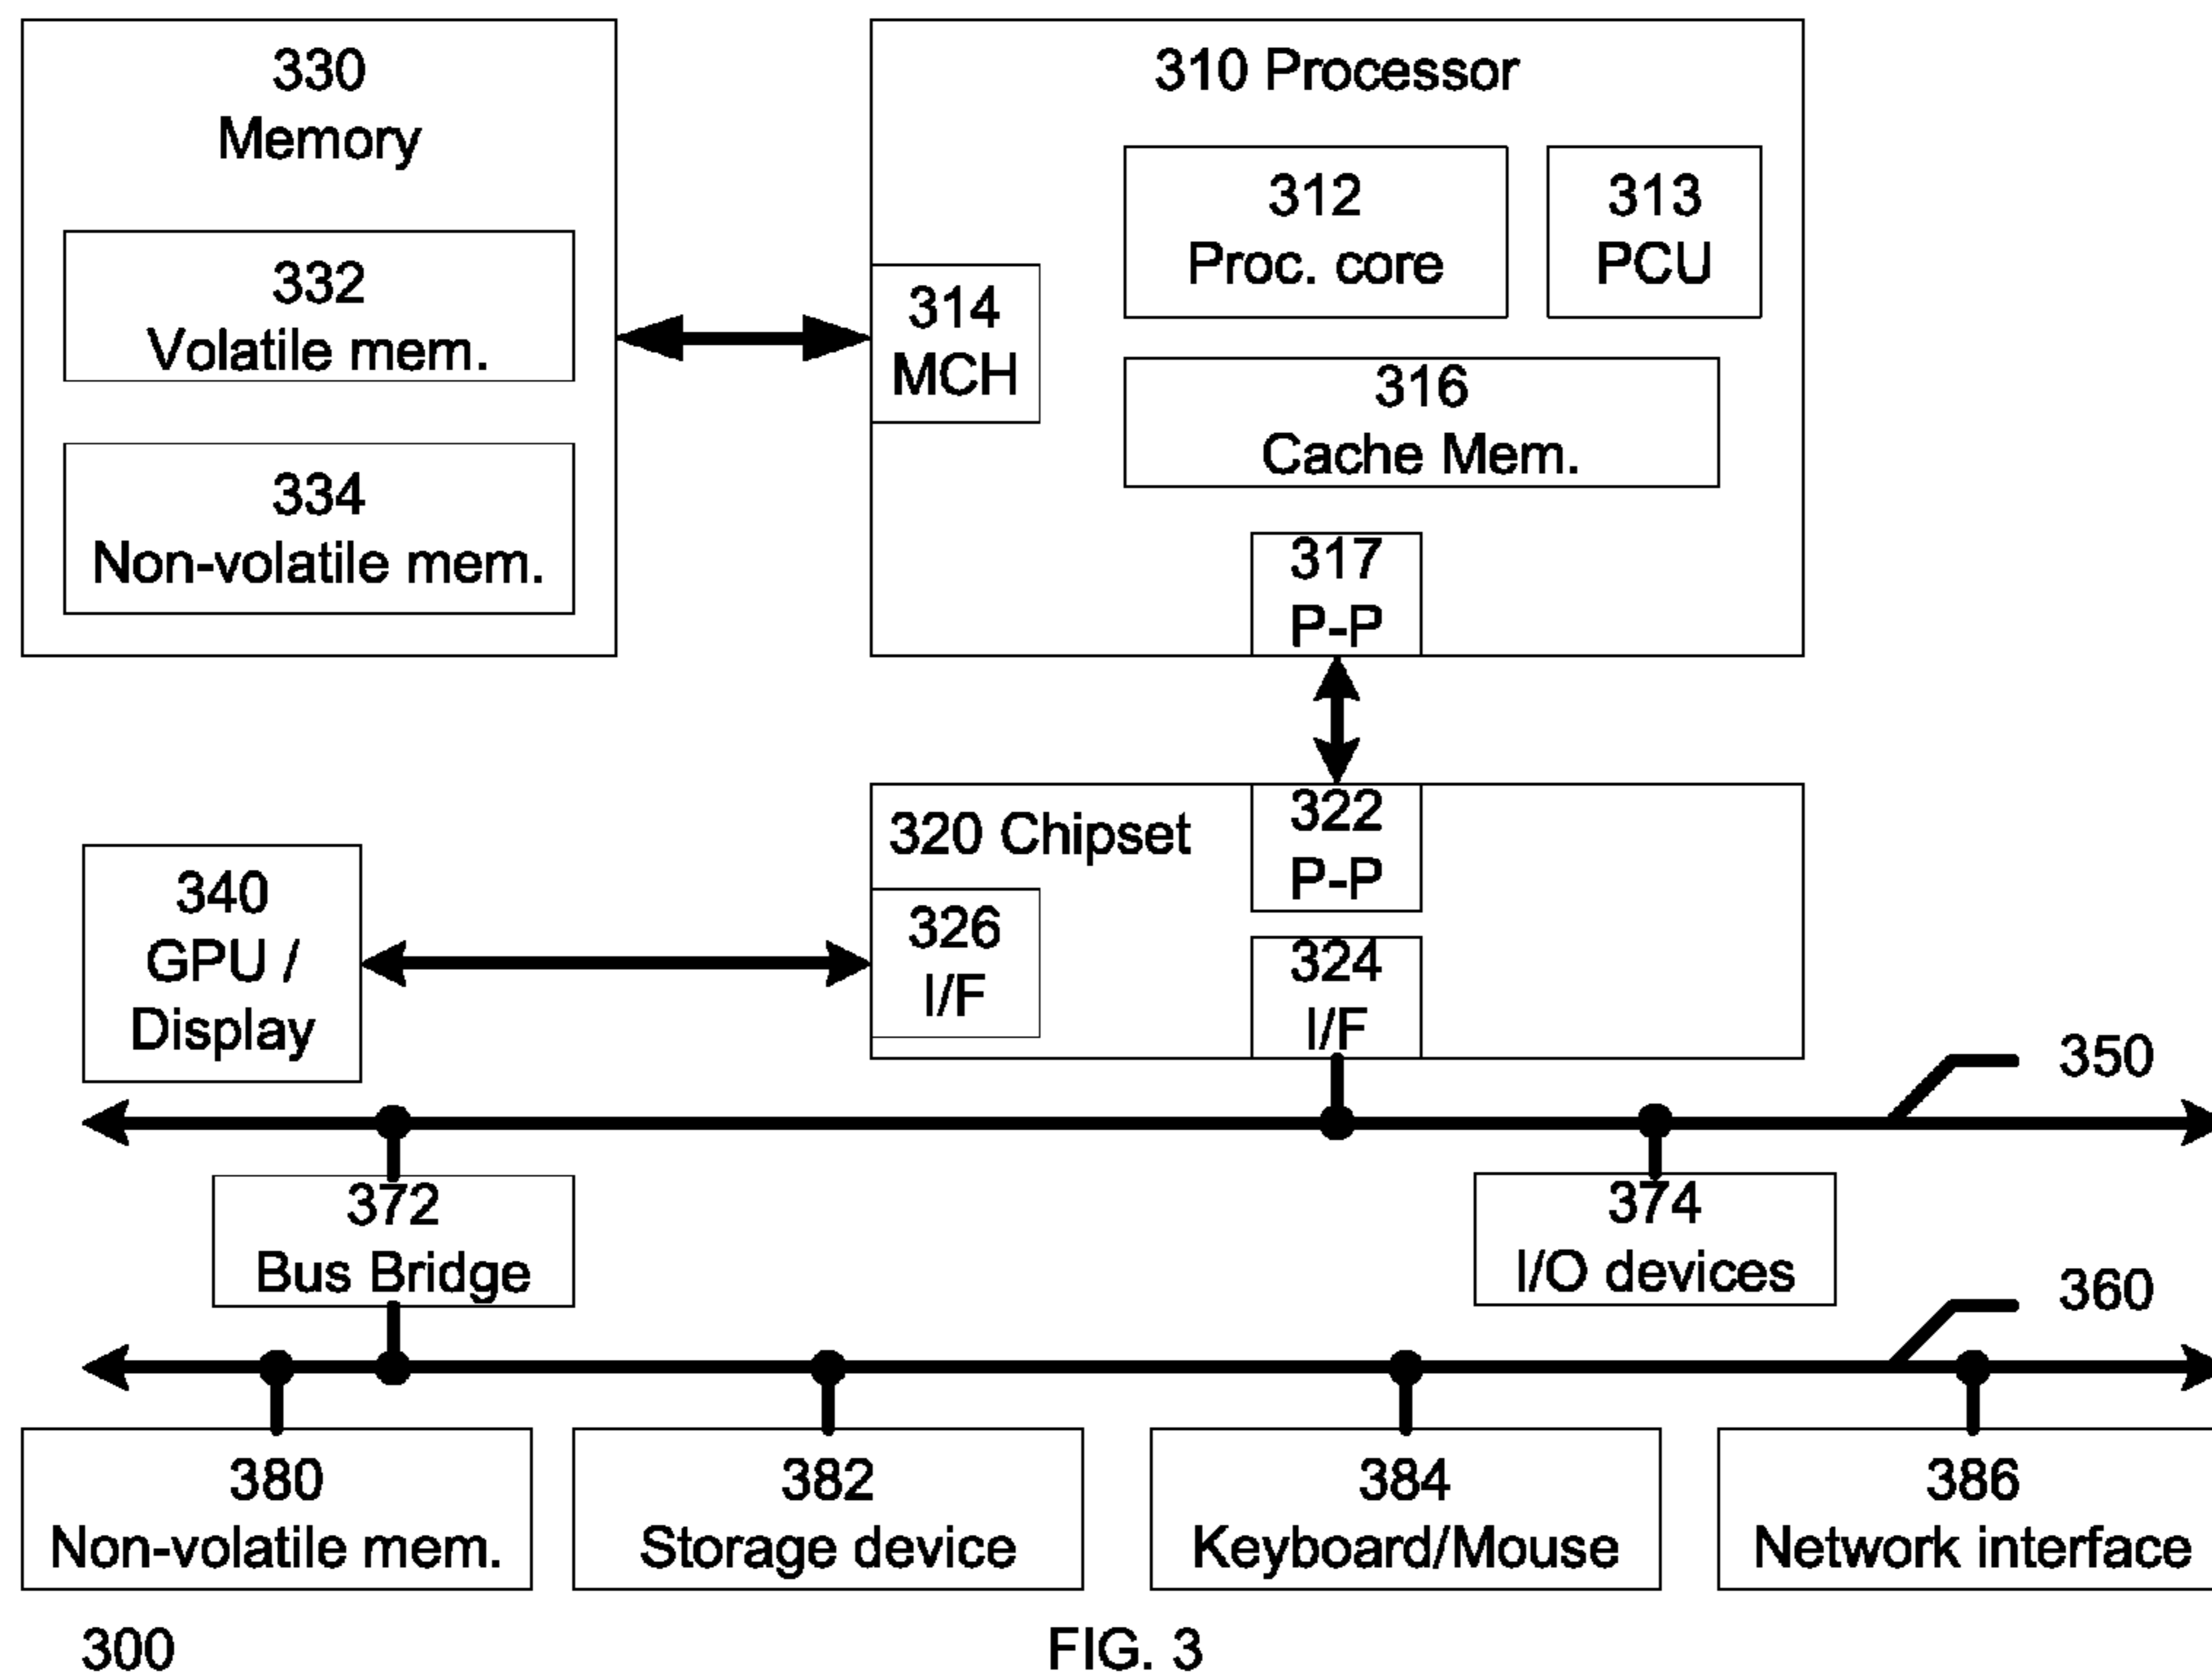 330
Memory
332
Volatile mem.
334
Non-volatile mem.
310 Processor
312
Proc. core
313
PCU
314
MCH
316
Cache Mem.
317
P-P
320 Chipset
322
P-P
326
I/F
324
I/F
340
GPU /
Display
350
372
Bus Bridge
374
I/O devices
360
380
Non-volatile mem.
382
Storage device
384
Keyboard/Mouse
386
Network interface
300
FIG. 3